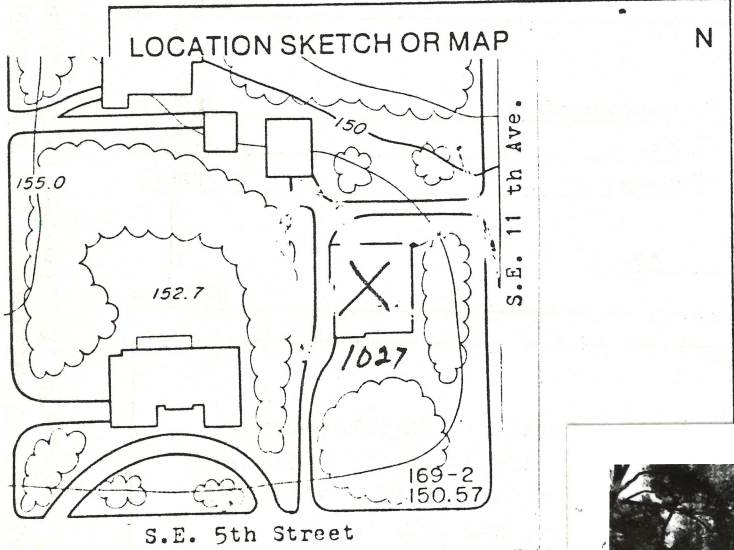 LOCATION SKETCH OR MAP
N
150
S.E. 11 th Ave.
155.0
152.7
X
1027
169-2
150.57
S.E. 5th Street